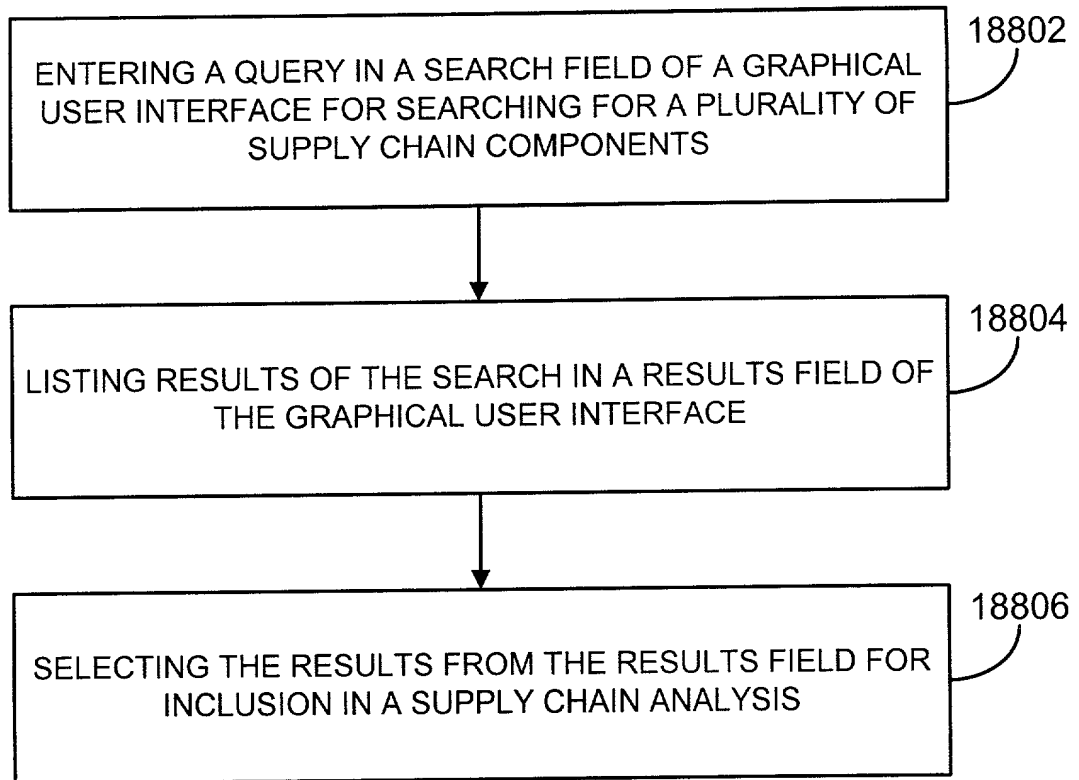 18802
ENTERING A QUERY IN A SEARCH FIELD OF A GRAPHICAL
USER INTERFACE FOR SEARCHING FOR A PLURALITY OF
SUPPLY CHAIN COMPONENTS
18804
LISTING RESULTS OF THE SEARCH IN A RESULTS FIELD OF
THE GRAPHICAL USER INTERFACE
18806
SELECTING THE RESULTS FROM THE RESULTS FIELD FOR
INCLUSION IN A SUPPLY CHAIN ANALYSIS